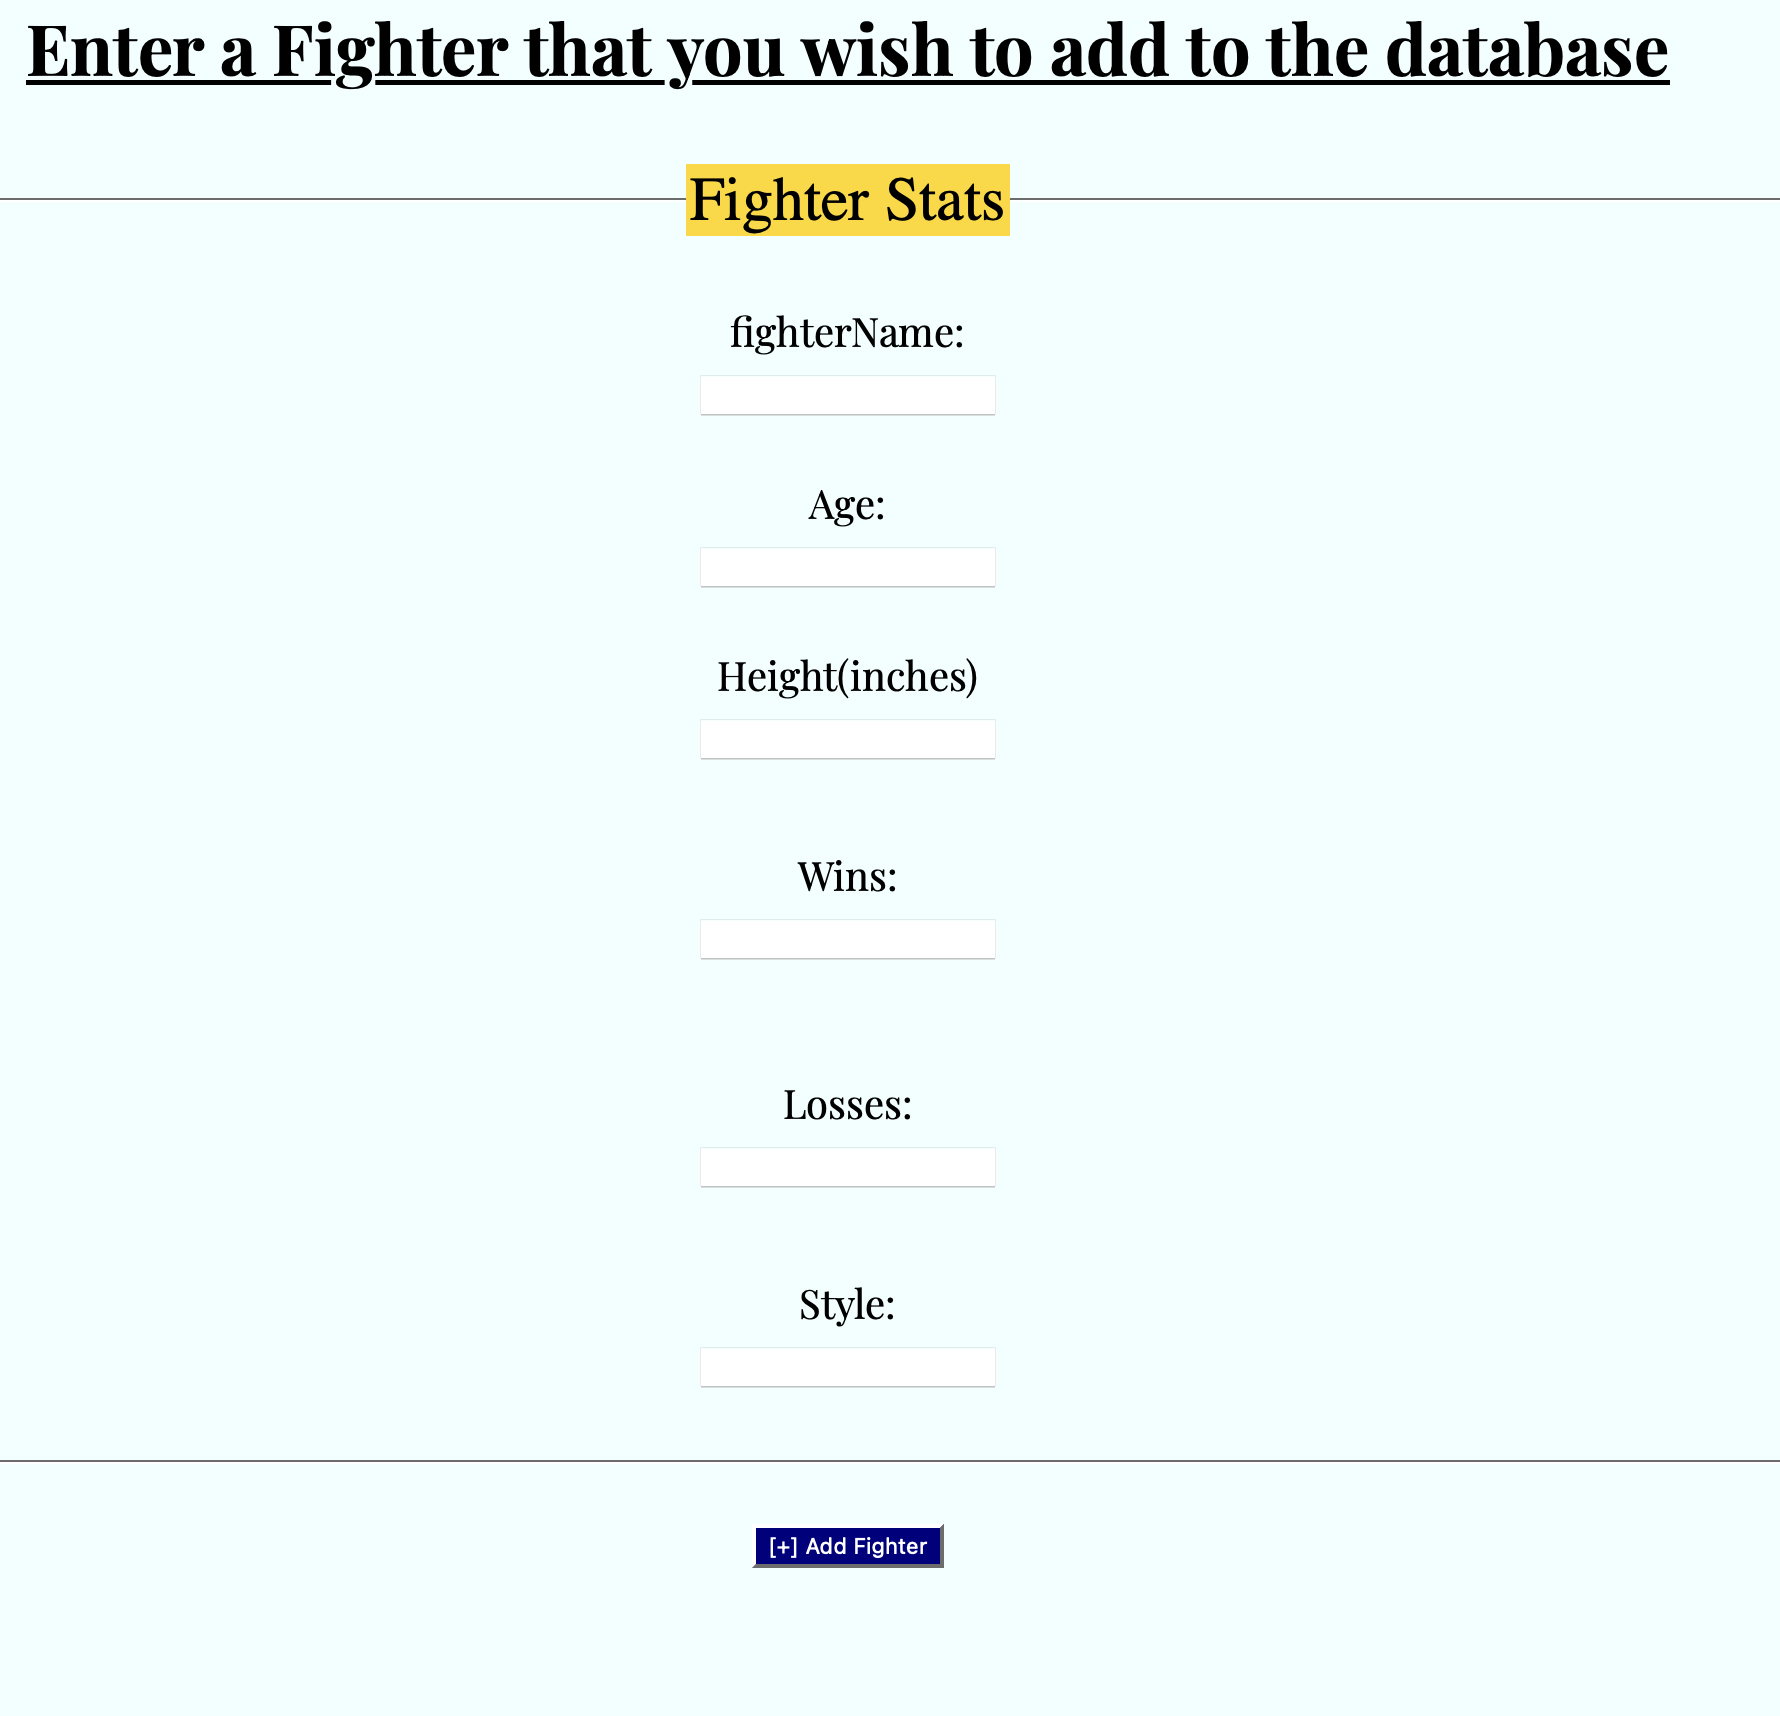 Enter a Fighter that you wish to add to the database
Fighter Stats
fighterName:
Age:
Height(inches)
Wins:
Losses:
Style:
[+] Add Fighter